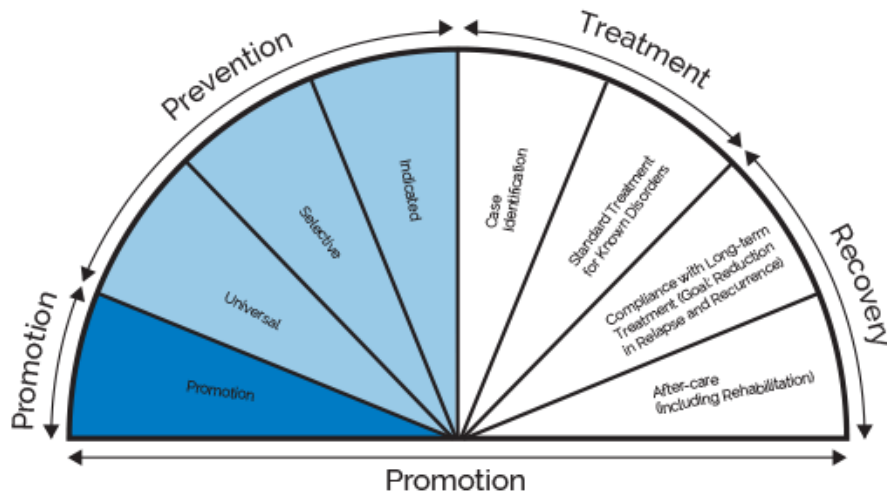 Prevention
Treatment
Promotion
Recovery
Promotion
Universal
Selective
Indicated
Case
Identification
Standard Treatment
for Known Disorders
Compliance with Long-term
Treatment (Goal: Reduction
in Relapse and Recurrence)
After-care
(Including Rehabilitation)
Promotion